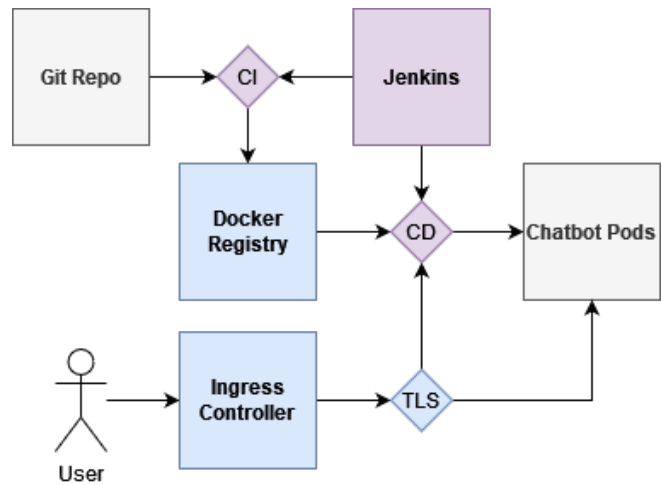 Git Repo
CI
Jenkins
Docker
Registry
CD
Chatbot Pods
Ingress
Controller
TLS
User